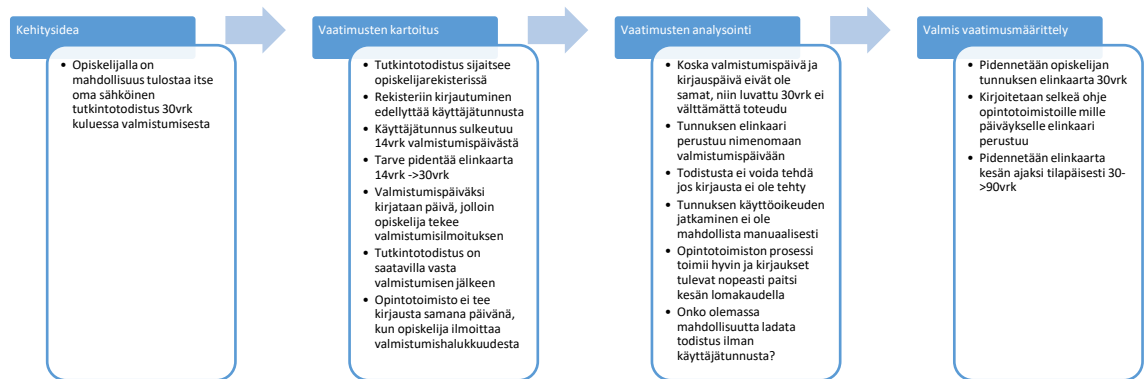 Kehitysidea
• Opiskelijalla on
mahdollisuus tulostaa itse
oma sähköinen
tutkintotodistus 30vrk
kuluessa valmistumisesta
Vaatimusten kartoitus
• Tutkintotodistus sijaitsee
opiskelijarekisterissä
• Rekisteriin kirjautuminen
edellyttää käyttäjätunnusta
• Käyttäjätunnus sulkeutuu
14vrk valmistumispäivästä
• Tarve pidentää elinkaarta
14vrk ->30vrk
• Valmistumispäiväksi
kirjataan päivä, jolloin
opiskelija tekee
valmistumisilmoituksen
• Tutkintotodistus on
saatavilla vasta
valmistumisen jälkeen
• Opintotoimisto ei tee
kirjausta samana päivänä,
kun opiskelija ilmoittaa
valmistumishalukkuudesta
Vaatimusten analysointi
• Koska valmistumispäivä ja
kirjauspäivä eivät ole
samat, niin luvattu 30vrk ei
välttämättä toteudu
• Tunnuksen elinkaari
perustuu nimenomaan
valmistumispäivään
• Todistusta ei voida tehdä
jos kirjausta ei ole tehty
• Tunnuksen käyttöoikeuden
jatkaminen ei ole
mahdollista manuaalisesti
• Opintotoimiston prosessi
toimii hyvin ja kirjaukset
tulevat nopeasti paitsi
kesän lomakaudella
• Onko olemassa
mahdollisuutta ladata
todistus ilman
käyttäjätunnusta?
Valmis vaatimusmäärittely
• Pidennetään opiskelijan
tunnuksen elinkaarta 30vrk
• Kirjoitetaan selkeä ohje
opintotoimistoille mille
päiväykselle elinkaari
perustuu
• Pidennetään elinkaarta
kesän ajaksi tilapäisesti 30-
>90vrk